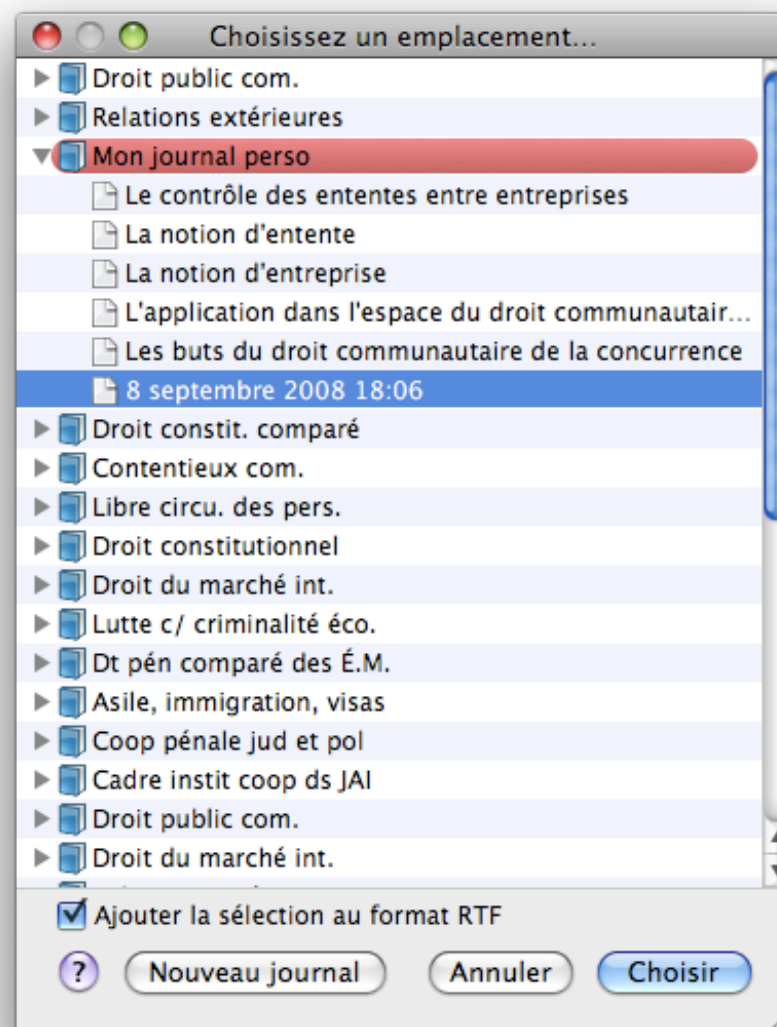 Choisissez un emplacement...
Droit public com.
Relations extérieures
Mon journal perso
Le contrôle des ententes entre entreprises
La notion d'entente
La notion d'entreprise
L'application dans l'espace du droit communautair...
Les buts du droit communautaire de la concurrence
8 septembre 2008 18:06
Droit constit. comparé
Contentieux com.
Libre circu. des pers.
Droit constitutionnel
Droit du marché int.
Lutte c/ criminalité éco.
Dt pén comparé des É.M.
Asile, immigration, visas
Coop pénale jud et pol
Cadre instit coop ds JAI
Droit public com.
Droit du marché int.
Ajouter la sélection au format RTF
? Nouveau journal Annuler Choisir